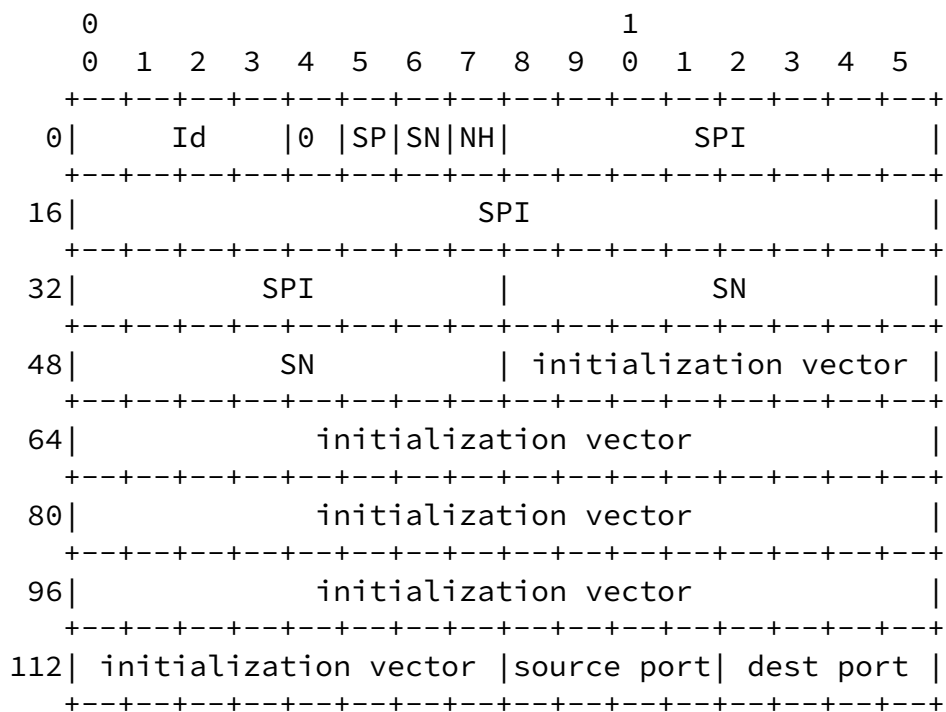 0                             1
     0  1  2  3  4  5  6  7  8  9  0  1  2  3  4  5
   +--+--+--+--+--+--+--+--+--+--+--+--+--+--+--+--+
  0|     Id    |0 |SP|SN|NH|          SPI          |
   +--+--+--+--+--+--+--+--+--+--+--+--+--+--+--+--+
 16|                      SPI                      |
   +--+--+--+--+--+--+--+--+--+--+--+--+--+--+--+--+
 32|          SPI          |           SN          |
   +--+--+--+--+--+--+--+--+--+--+--+--+--+--+--+--+
 48|           SN          | initialization vector |
   +--+--+--+--+--+--+--+--+--+--+--+--+--+--+--+--+
 64|             initialization vector             |
   +--+--+--+--+--+--+--+--+--+--+--+--+--+--+--+--+
 80|             initialization vector             |
   +--+--+--+--+--+--+--+--+--+--+--+--+--+--+--+--+
 96|             initialization vector             |
   +--+--+--+--+--+--+--+--+--+--+--+--+--+--+--+--+
112| initialization vector |source port| dest port |
   +--+--+--+--+--+--+--+--+--+--+--+--+--+--+--+--+